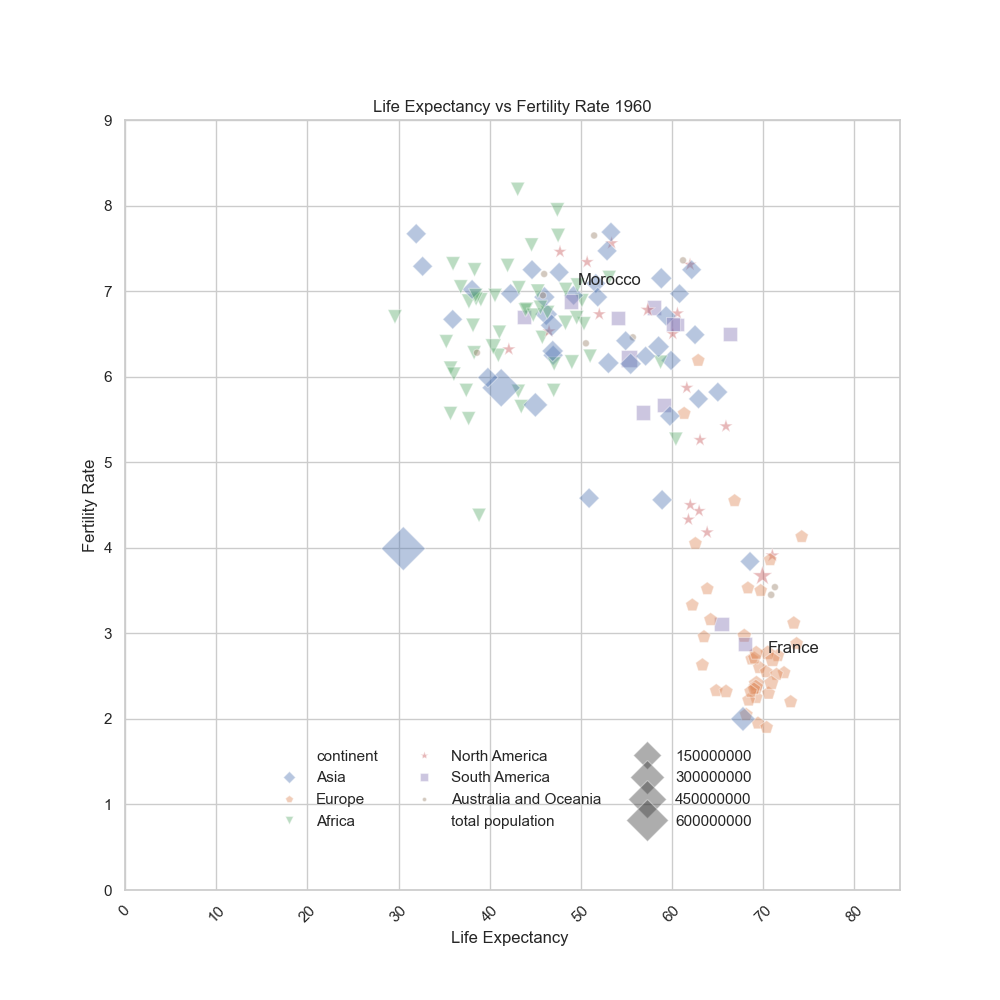 Life Expectancy vs Fertility Rate 1960
9
8
7
6
5
4
3
2
1
0
Fertility Rate
Morocco
France
continent
Asia
Europe
Africa
North America
South America
Australia and Oceania
total population
150000000
300000000
450000000
600000000
0 10 20 30 40 50 60 70 80
Life Expectancy